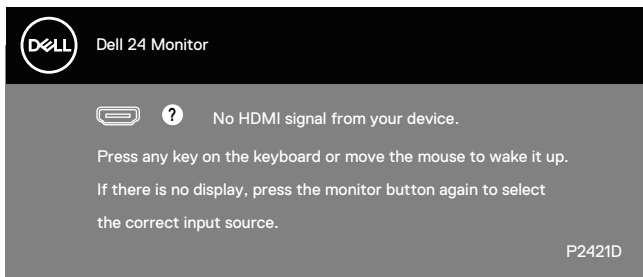 DELL
Dell 24 Monitor
? No HDMI signal from your device.
Press any key on the keyboard or move the mouse to wake it up.
If there is no display, press the monitor button again to select
the correct input source.
P2421D